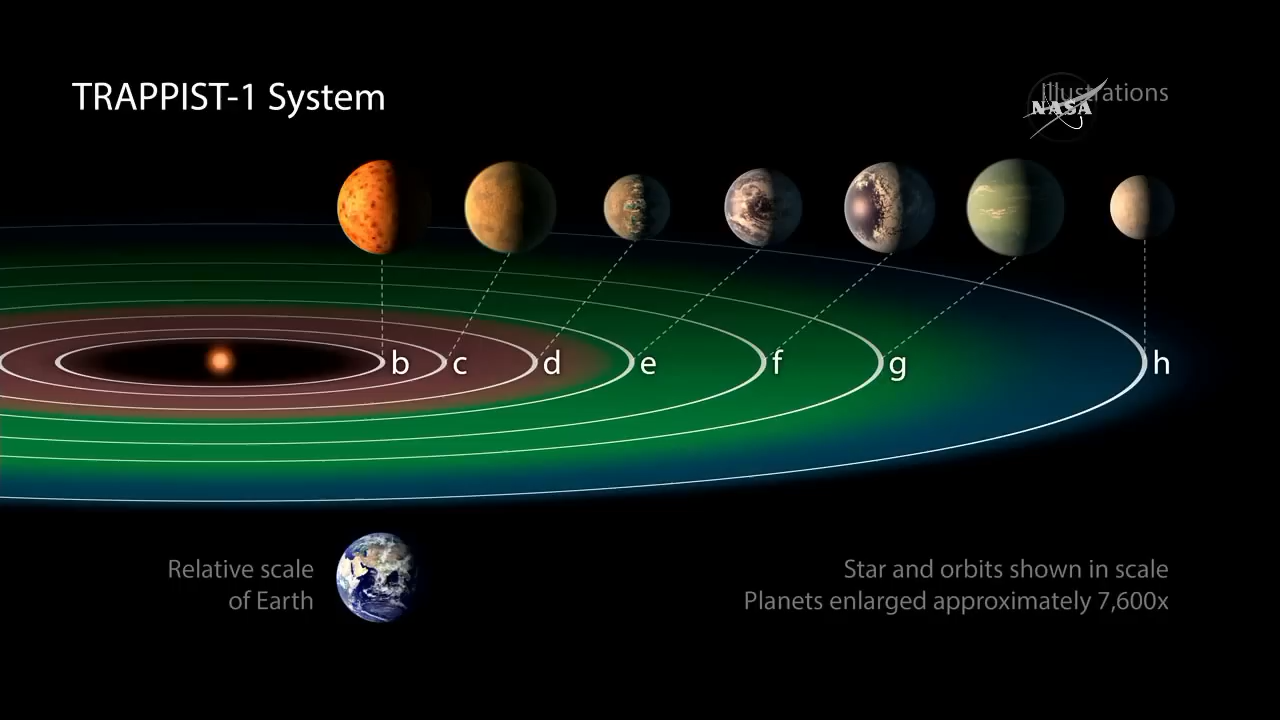 TRAPPIST-1 System
Illustrations
NASA
b
c
d
e
f
g
h
Relative scale
of Earth
Star and orbits shown in scale
Planets enlarged approximately 7,600x